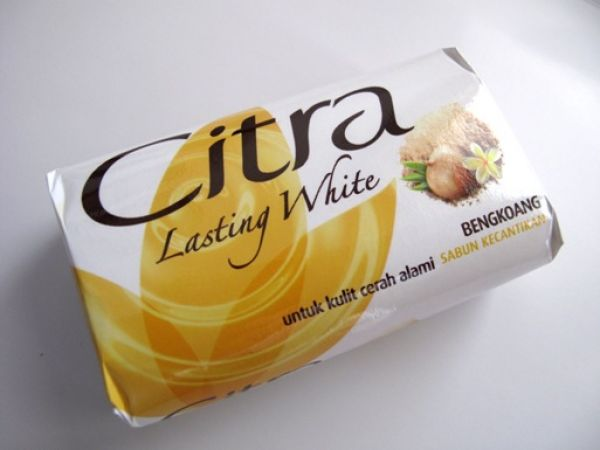 Citra
Lasting White
BENGKOANG
SABUN KECANTIKAN
untuk kulit cerah alami